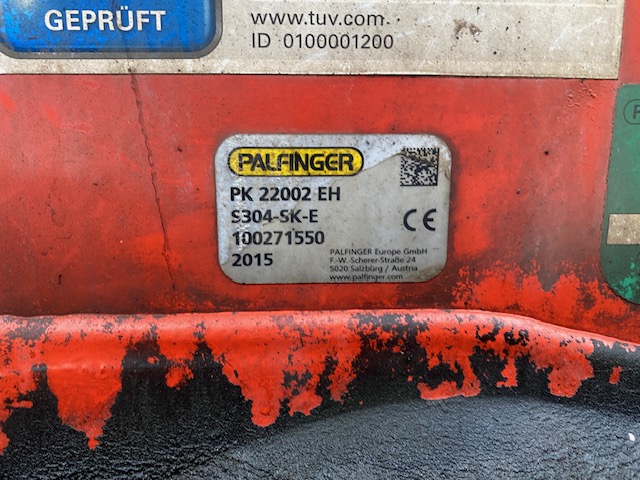 GEPRÜFT
www.tuv.com
ID 0100001200
PALFINGER
PK 22002 EH
S304-SK-E
100271550
2015
CE
PALFINGER Europe GmbH
F.-W.-Scherer-Straße 24
5020 Salzburg / Austria
www.palfinger.com